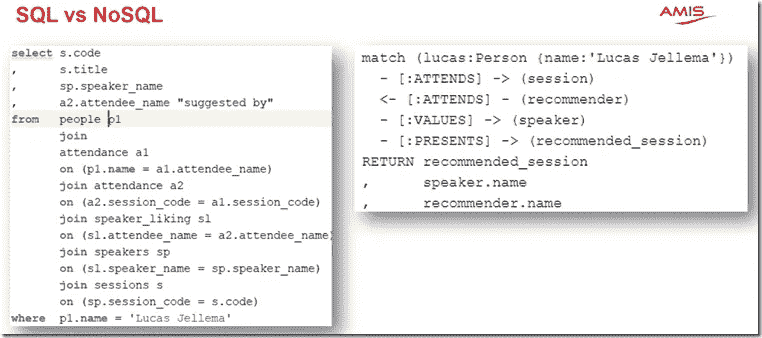 SQL vs NoSQL
AMIS
select s.code
, s.title
, sp.speaker_name
, a2.attendee_name "suggested by"
from people p1
join
attendance a1
on (p1.name = a1.attendee_name)
join attendance a2
on (a2.session_code = a1.session_code)
join speaker_liking sl
on (sl.attendee_name = a2.attendee_name)
join speakers sp
on (sl.speaker_name = sp.speaker_name)
join sessions s
on (sp.session_code = s.code)
where p1.name = 'Lucas Jellema'
match (lucas:Person {name:'Lucas Jellema'})
- [:ATTENDS] -> (session)
<- [:ATTENDS] - (recommender)
- [:VALUES] -> (speaker)
- [:PRESENTS] -> (recommended_session)
RETURN recommended_session
, speaker.name
, recommender.name